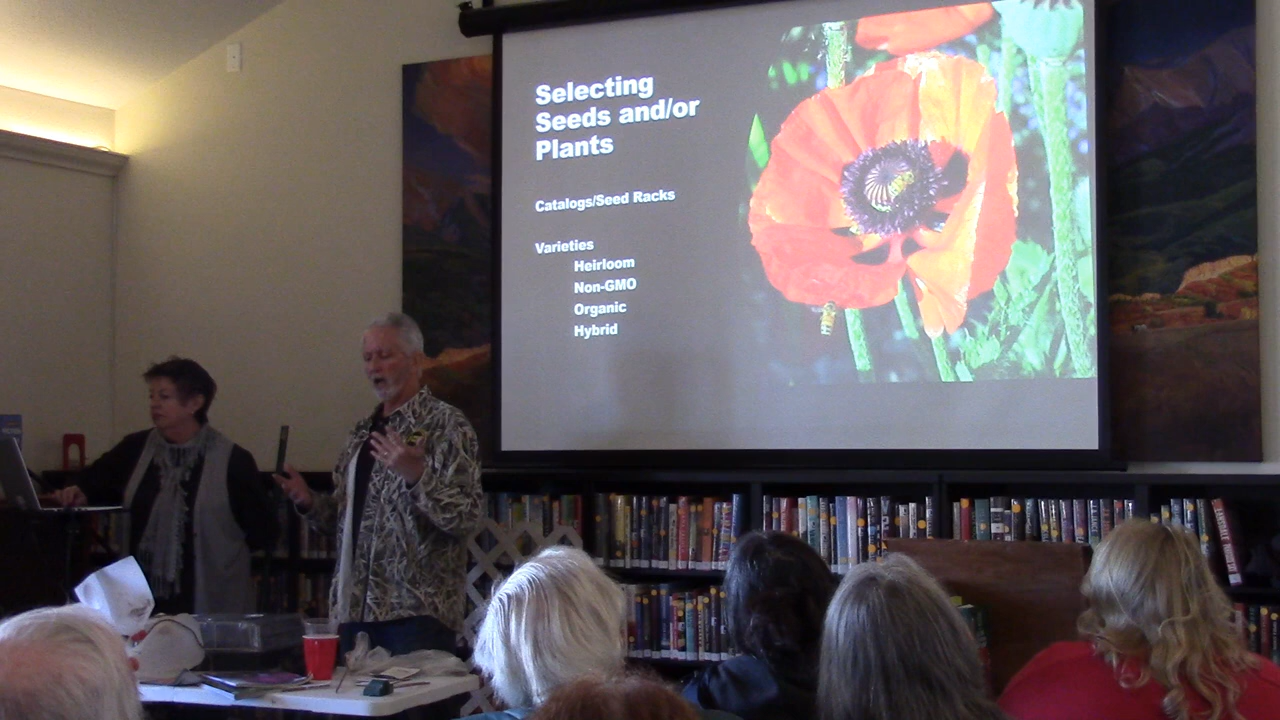 Selecting
Seeds and/or
Plants
Catalogs/Seed Racks
Varieties
Heirloom
Non-GMO
Organic
Hybrid